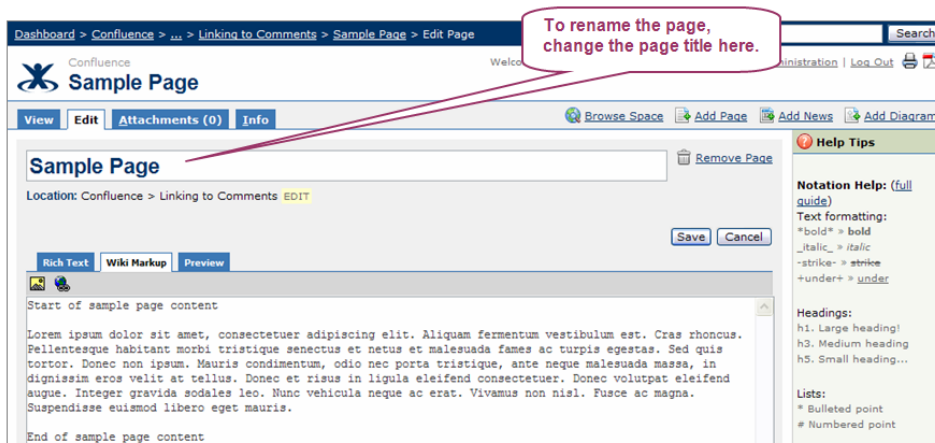 To rename the page,
change the page title here.
Dashboard > Confluence > ... > Linking to Comments > Sample Page > Edit Page
Search
Confluence
Sample Page
Log Out
View Edit Attachments (0) Info
Browse Space Add Page Add News Add Diagram
Sample Page
Remove Page
Location: Confluence > Linking to Comments EDIT
Save Cancel
Rich Text Wiki Markup Preview
Start of sample page content
Lorem ipsum dolor sit amet, consectetuer adipiscing elit. Aliquam fermentum vestibulum est. Cras rhoncus.
Pellentesque habitant morbi tristique senectus et netus et malesuada fames ac turpis egestas. Sed quis
tortor. Donec non ipsum. Mauris condimentum, odio nec porta tristique, ante neque malesuada massa, in
dignissim eros velit at tellus. Donec et risus in ligula eleifend consectetuer. Donec volutpat eleifend
augue. Integer gravida sodales leo. Nunc vehicula neque ac erat. Vivamus non nisl. Fusce ac magna.
Suspendisse euismod libero eget mauris.
End of sample page content
Help Tips
Notation Help: (full
guide)
Text formatting:
*bold* » bold
_italic_ » italic
-strike- » strike
+under+ » under
Headings:
h1. Large heading!
h3. Medium heading
h5. Small heading...
Lists:
* Bulleted point
# Numbered point